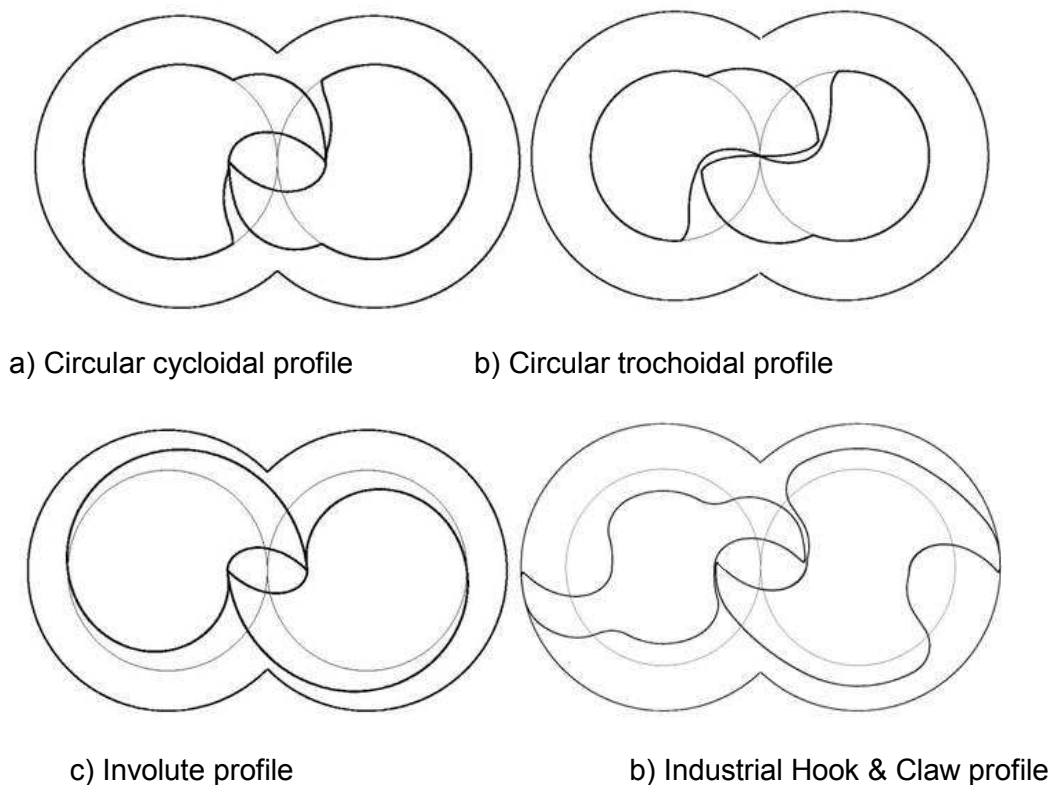 a) Circular cycloidal profile
b) Circular trochoidal profile
c) Involute profile
b) Industrial Hook & Claw profile